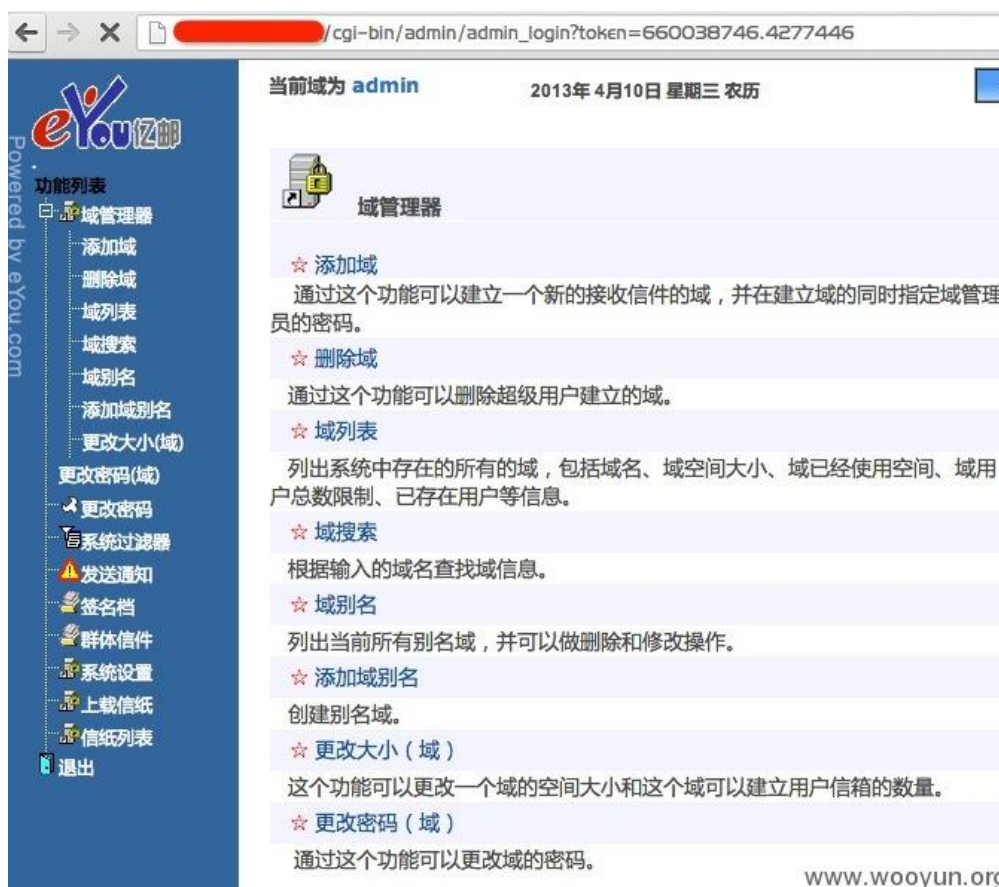 /cgi-bin/admin/admin_login?token=660038746.4277446
eYou亿邮
Powered by eYou.com
功能列表
域管理器
添加域
删除域
域列表
域搜索
域别名
添加域别名
更改大小(域)
更改密码(域)
更改密码
系统过滤器
发送通知
签名档
群体信件
系统设置
上载信纸
信纸列表
退出
当前域为 admin
2013年 4月10日 星期三 农历
域管理器
☆ 添加域
通过这个功能可以建立一个新的接收信件的域，并在建立域的同时指定域管理
员的密码。
☆ 删除域
通过这个功能可以删除超级用户建立的域。
☆ 域列表
列出系统中存在的所有的域，包括域名、域空间大小、域已经使用空间、域用
户总数限制、已存在用户等信息。
☆ 域搜索
根据输入的域名查找域信息。
☆ 域别名
列出当前所有别名域，并可以做删除和修改操作。
☆ 添加域别名
创建别名域。
☆ 更改大小（域）
这个功能可以更改一个域的空间大小和这个域可以建立用户信箱的数量。
☆ 更改密码（域）
通过这个功能可以更改域的密码。
www.wooyun.org